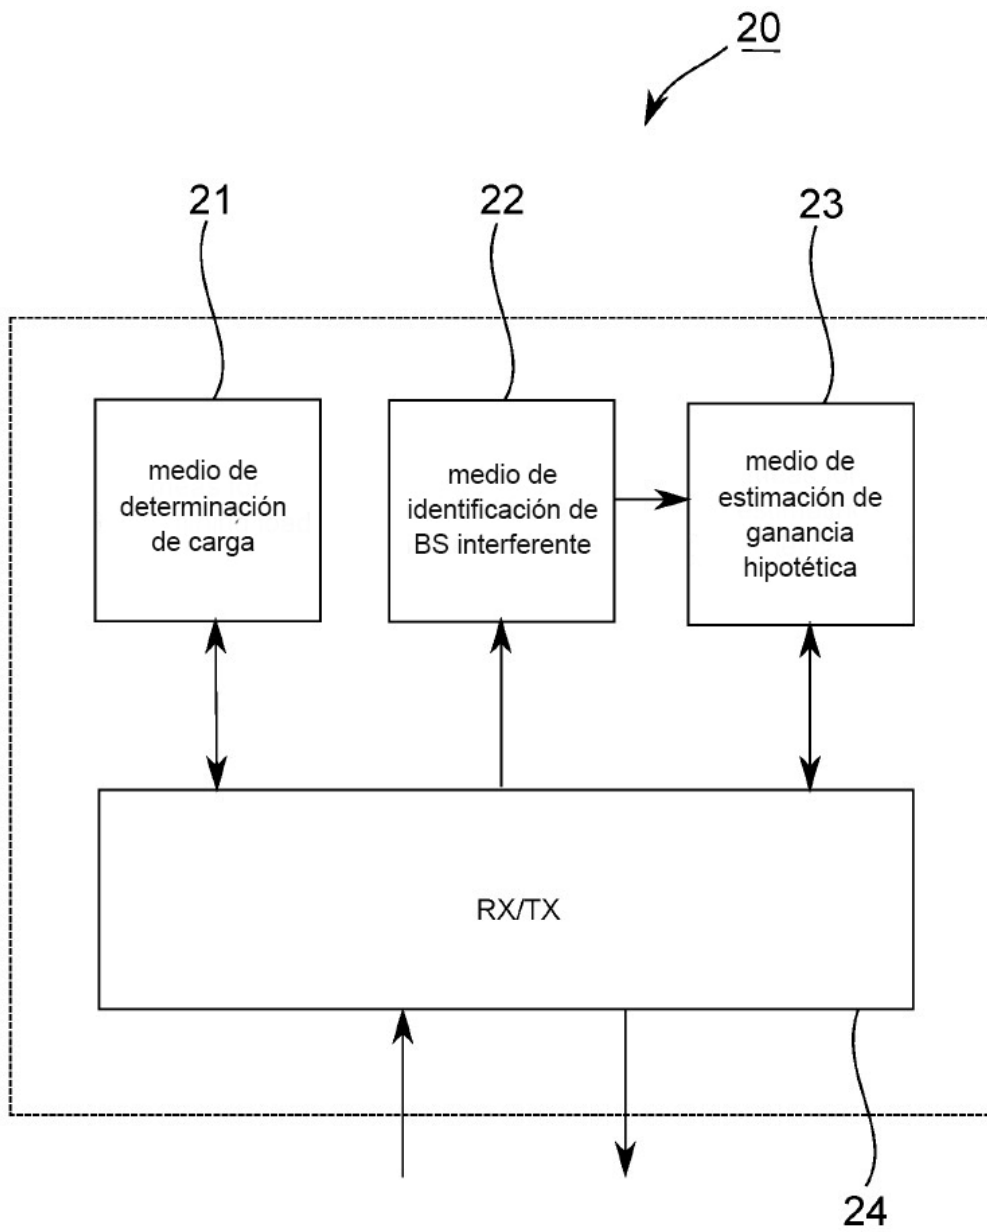 20
21
22
23
medio de
determinación
de carga
medio de
identificación de
BS interferente
medio de
estimación de
ganancia
hipotética
RX/TX
24